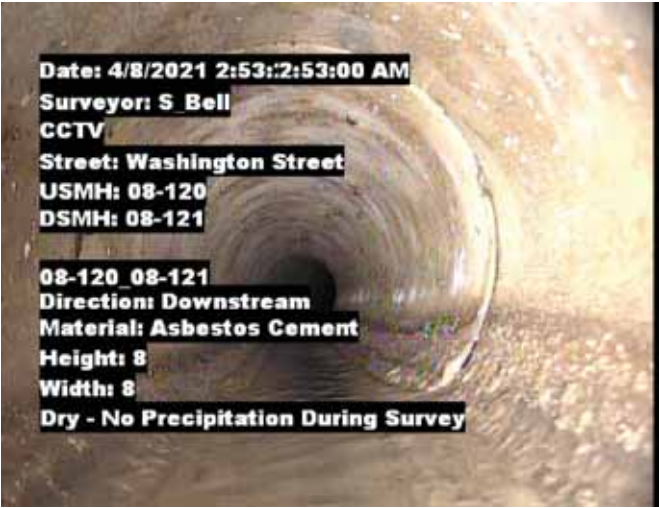 Date: 4/8/2021 2:53:2:53:00 AM
Surveyor: S_Bell
CCTV
Street: Washington Street
USMH: 08-120
DSMH: 08-121
08-120_08-121
Direction: Downstream
Material: Asbestos Cement
Height: 8
Width: 8
Dry - No Precipitation During Survey